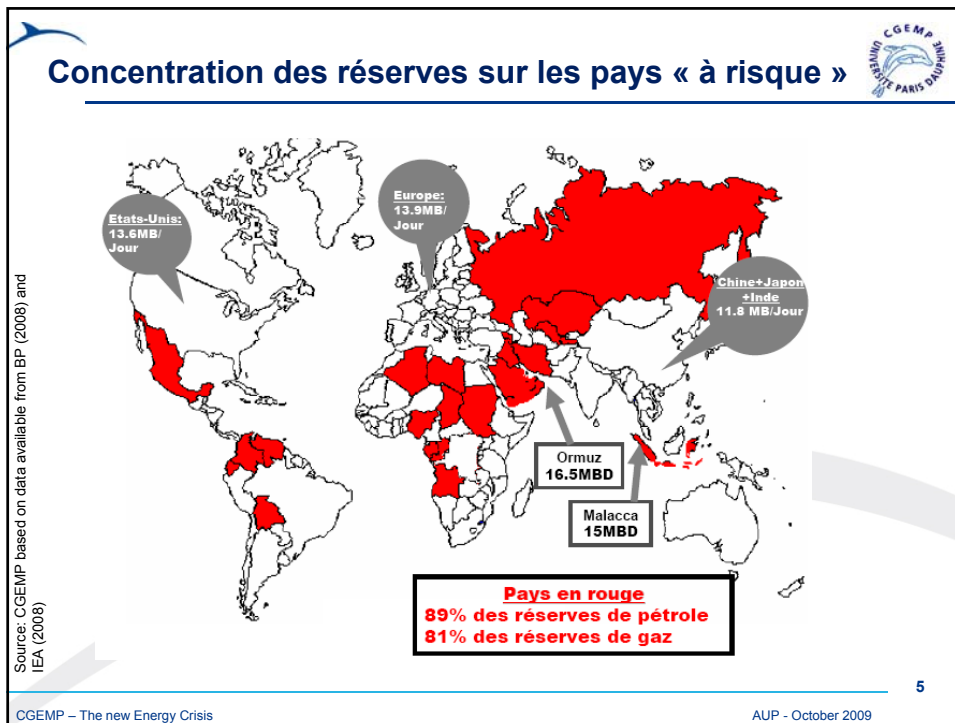 Concentration des réserves sur les pays « à risque »
CGEMP
UNIVERSITE PARIS DAUPHINE
Etats-Unis:
13.6MB/
Jour
Europe:
13.9MB/
Jour
Chine+Japon
+Inde
11.8 MB/Jour
Ormuz
16.5MBD
Malacca
15MBD
Pays en rouge
89% des réserves de pétrole
81% des réserves de gaz
Source: CGEMP based on data available from BP (2008) and
IEA (2008)
5
CGEMP – The new Energy Crisis
AUP - October 2009